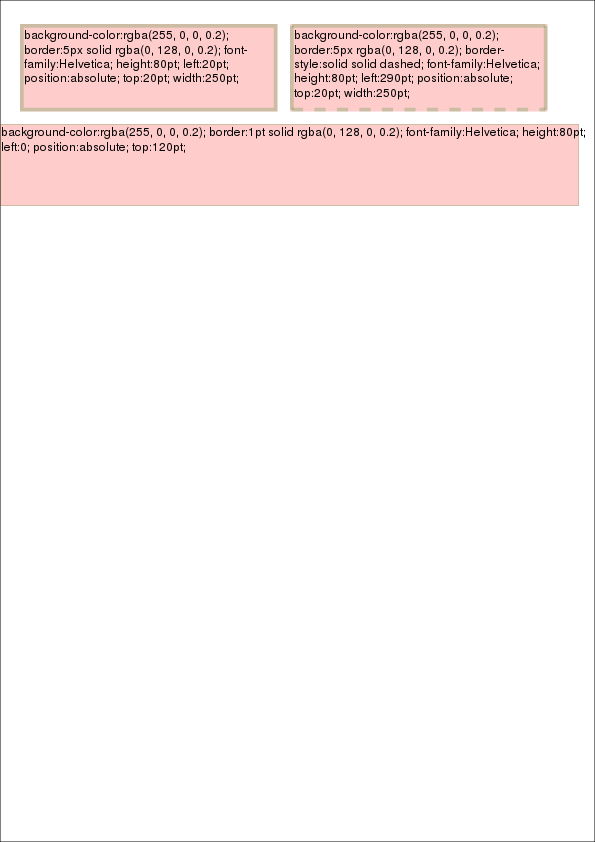 background-color:rgba(255, 0, 0, 0.2);
border:5px solid rgba(0, 128, 0, 0.2); font-
family:Helvetica; height:80pt; left:20pt;
position:absolute; top:20pt; width:250pt;
background-color:rgba(255, 0, 0, 0.2);
border:5px rgba(0, 128, 0, 0.2); border-
style:solid solid dashed; font-family:Helvetica;
height:80pt; left:290pt; position:absolute;
top:20pt; width:250pt;
background-color:rgba(255, 0, 0, 0.2); border:1pt solid rgba(0, 128, 0, 0.2); font-family:Helvetica; height:80pt;
left:0; position:absolute; top:120pt;